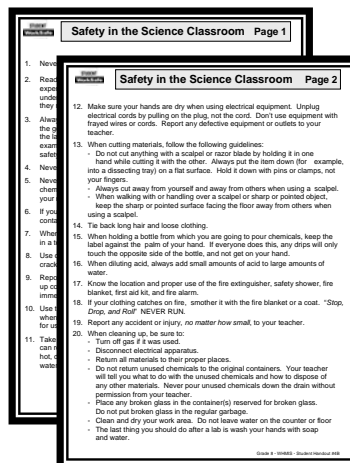 Safety in the Science Classroom Page 1
1. Neve
2. Read
expe
unde
they
3. Alwa
the g
the la
exam
safet
4. Neve
5. Neve
chem
your
6. If you
conta
7. When
in a t
8. Use
crack
9. Repo
up co
imme
10. Use t
when
for us
11. Take
can r
hot, c
wate
WorkSafe
Safety in the Science Classroom Page 2
12. Make sure your hands are dry when using electrical equipment. Unplug
electrical cords by pulling on the plug, not the cord. Don't use equipment with
frayed wires or cords. Report any defective equipment or outlets to your
teacher.
13. When cutting materials, follow the following guidelines:
- Do not cut anything with a scalpel or razor blade by holding it in one
hand while cutting it with the other. Always put the item down (for example,
into a dissecting tray) on a flat surface. Hold it down with pins or clamps, not
your fingers.
- Always cut away from yourself and away from others when using a scalpel.
- When walking with or handling over a scalpel or sharp or pointed object,
keep the sharp or pointed surface facing the floor away from others when
using a scalpel.
14. Tie back long hair and loose clothing.
15. When holding a bottle from which you are going to pour chemicals, keep the
label against the palm of your hand. If everyone does this, any drips will only
touch the opposite side of the bottle, and not get on your hand.
16. When diluting acid, always add small amounts of acid to large amounts of
water.
17. Know the location and proper use of the fire extinguisher, safety shower, fire
blanket, first aid kit, and fire alarm.
18. If your clothing catches on fire, smother it with the fire blanket or a coat. "Stop,
Drop, and Roll" NEVER RUN.
19. Report any accident or injury, no matter how small, to your teacher.
20. When cleaning up, be sure to:
- Turn off gas if it was used.
- Disconnect electrical apparatus.
- Return all materials to their proper places.
- Do not return unused chemicals to the original containers. Your teacher
will tell you what to do with the unused chemicals and how to dispose of
any other materials. Never pour unused chemicals down the drain without
permission from your teacher.
- Place any broken glass in the container(s) reserved for broken glass.
Do not put broken glass in the regular garbage.
- Clean and dry your work area. Do not leave water on the counter or floor
- The last thing you should do after a lab is wash your hands with soap
and water.
Grade 8 - WHMIS - Student Handout #4B